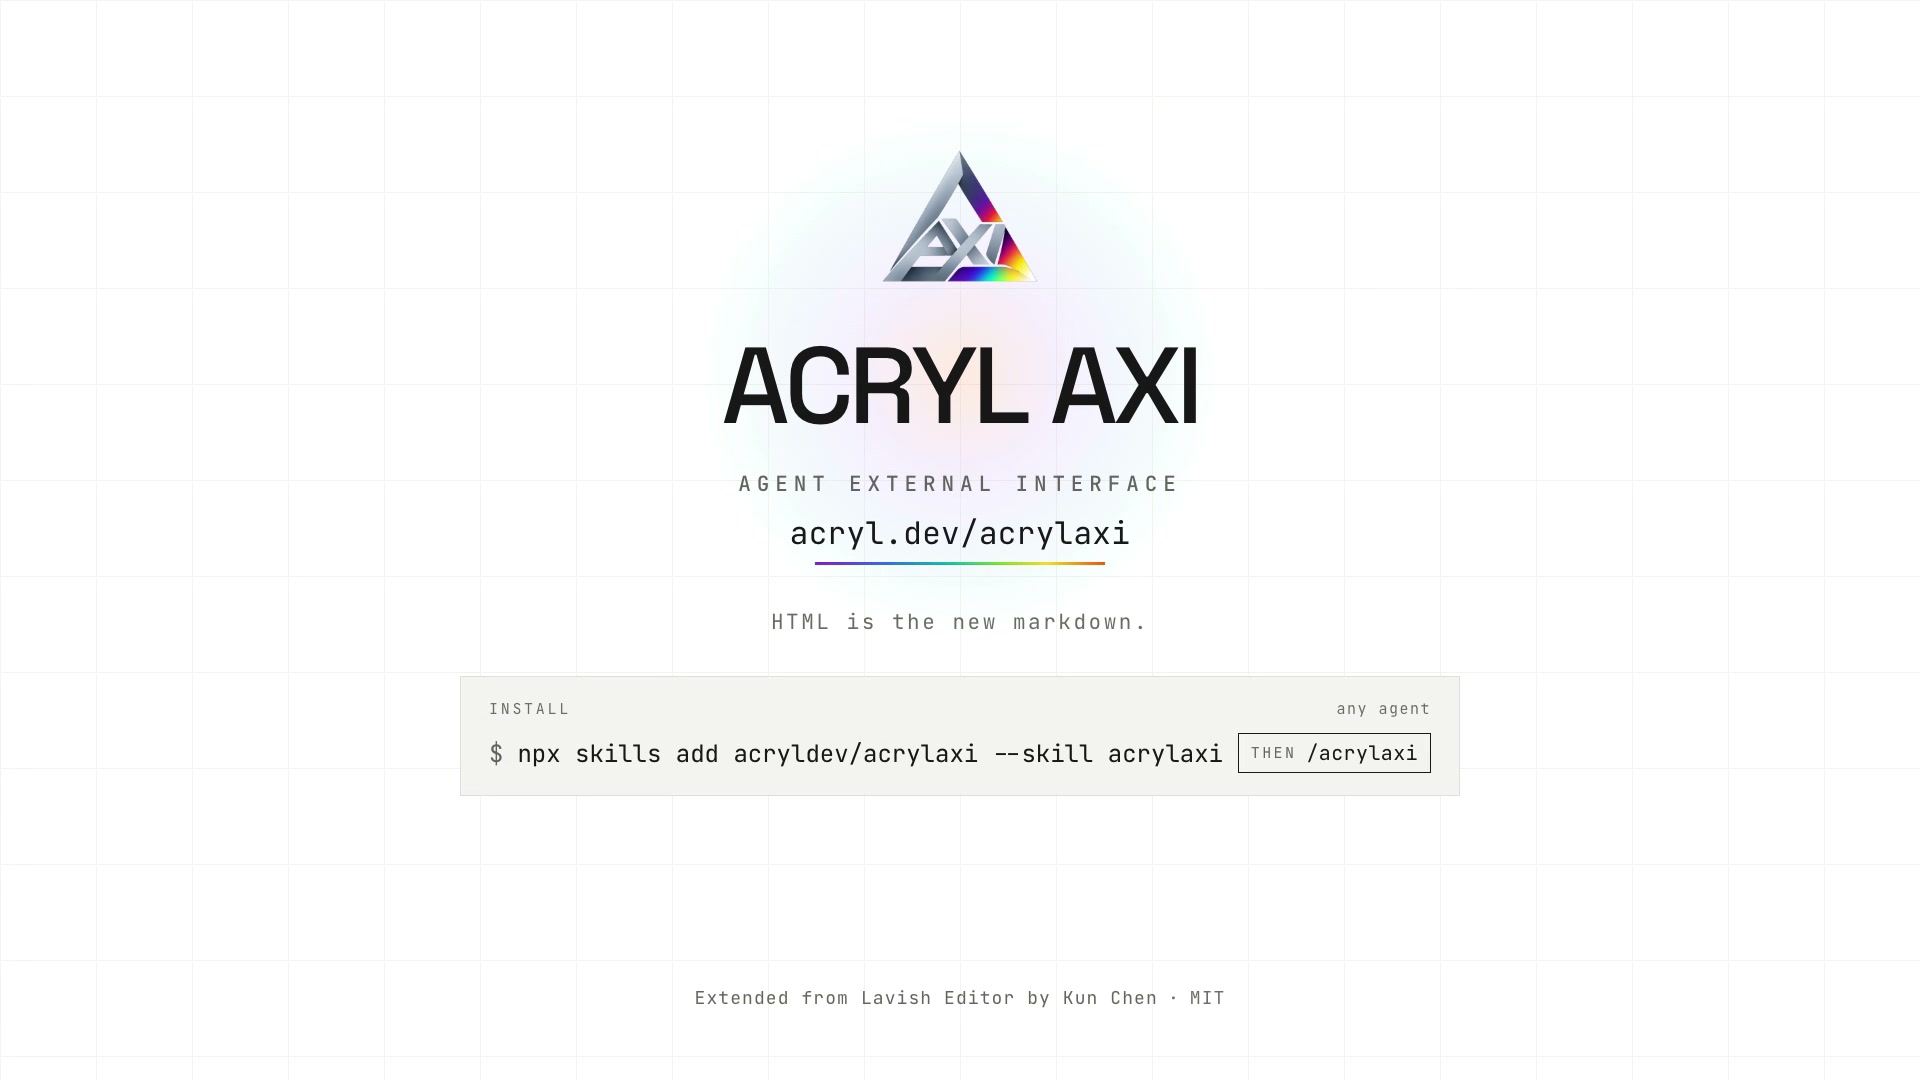 AXI
ACRYL AXI
AGENT EXTERNAL INTERFACE
acryl.dev/acrylaxi
HTML is the new markdown.
INSTALL
any agent
$ npx skills add acryldev/acrylaxi --skill acrylaxi
THEN /acrylaxi
Extended from Lavish Editor by Kun Chen · MIT